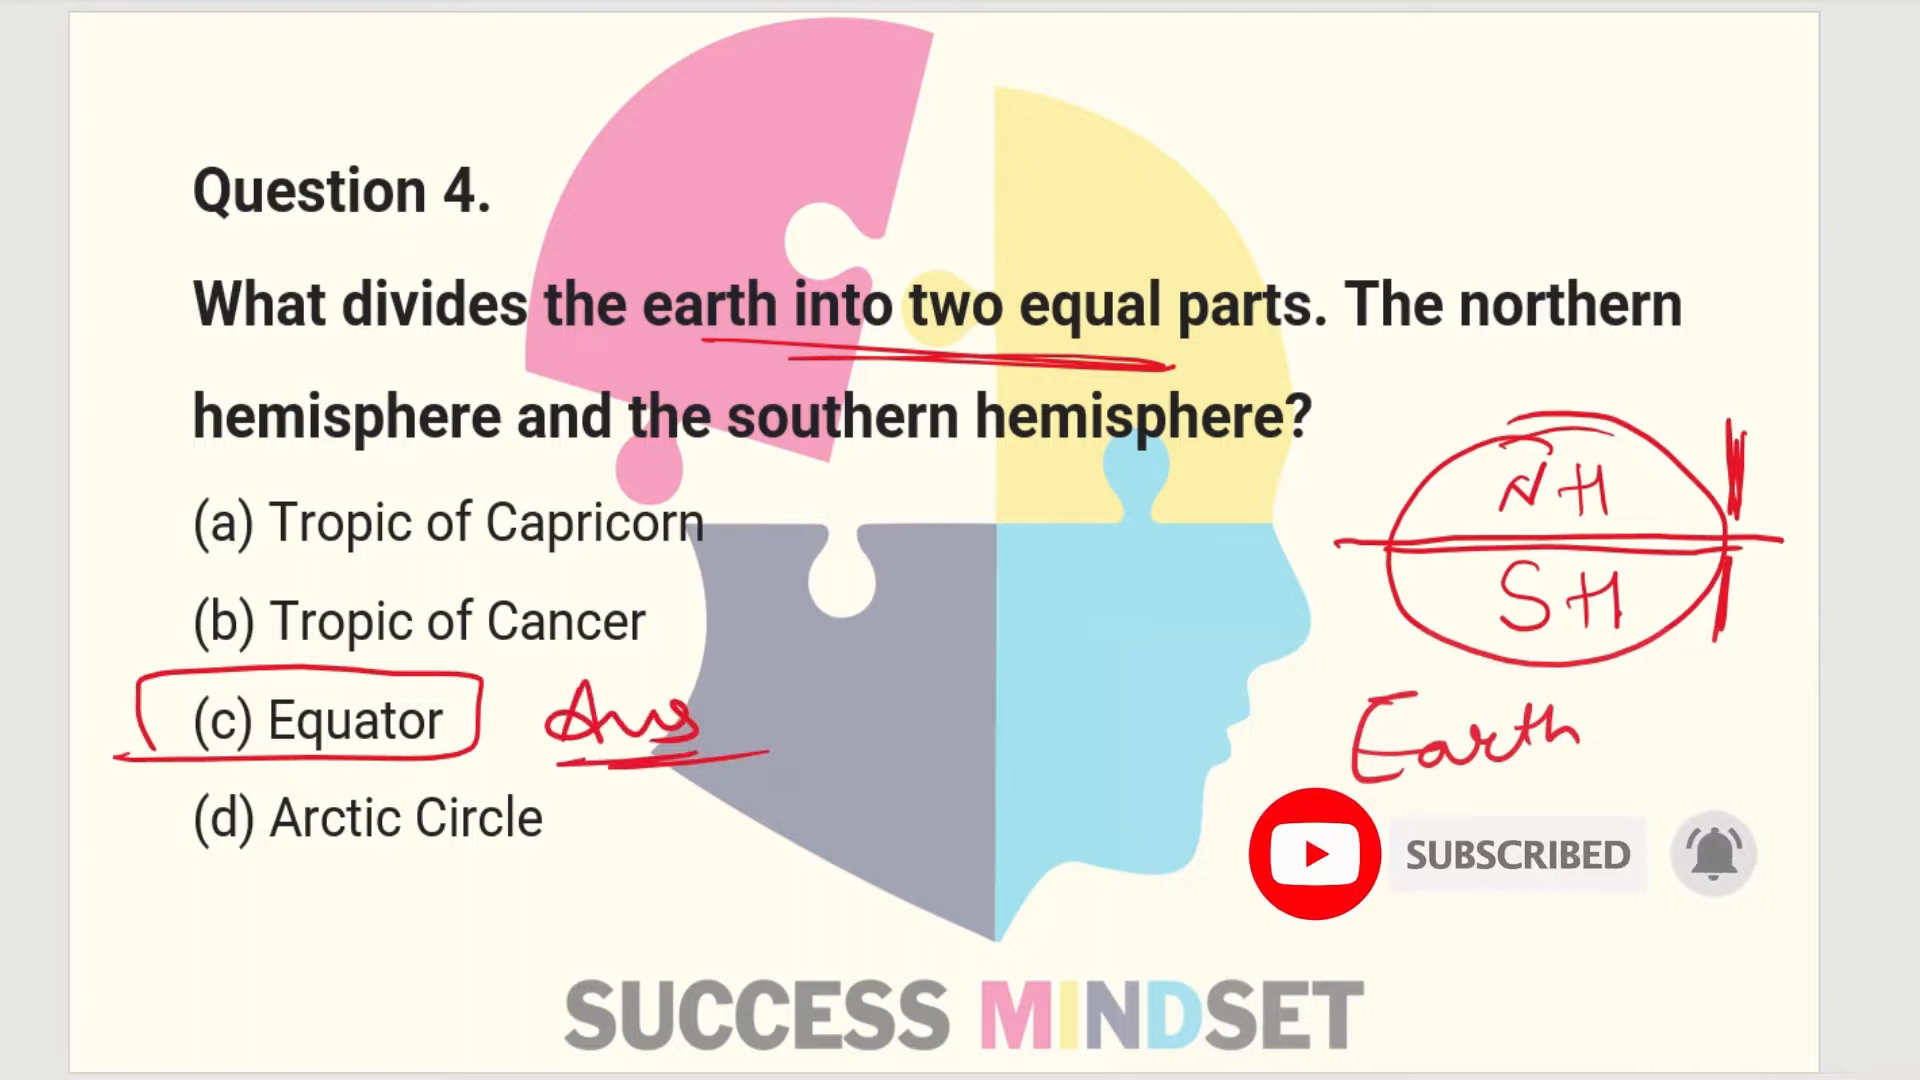 Question 4.
What divides the earth into two equal parts. The northern
hemisphere and the southern hemisphere?
(a) Tropic of Capricorn
(b) Tropic of Cancer
(c) Equator Ans
(d) Arctic Circle
NH
SH
Earth
SUBSCRIBED
SUCCESS MINDSET